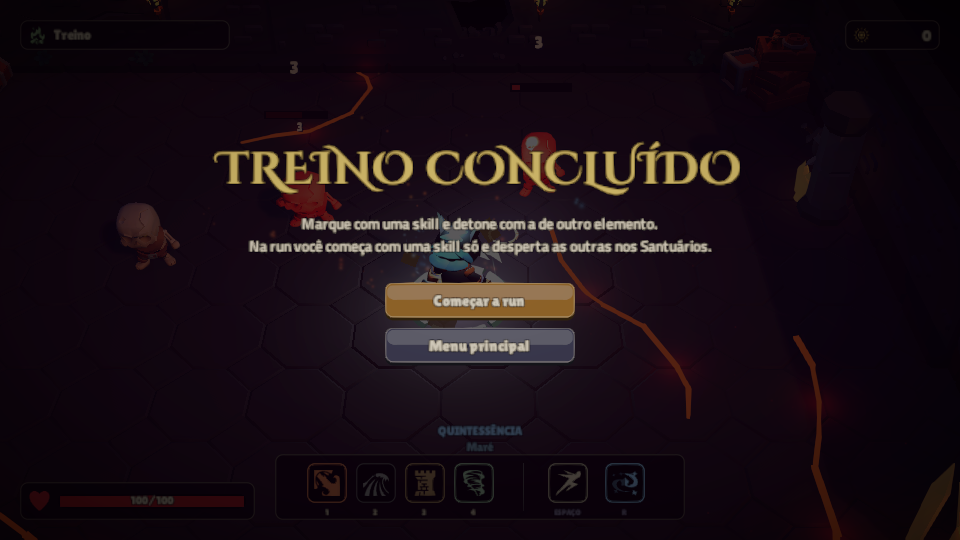 Treino
0
3
3
3
TREINO CONCLUÍDO
Marque com uma skill e detone com a de outro elemento.
Na run você começa com uma skill só e desperta as outras nos Santuários.
Começar a run
Menu principal
QUINTESSÊNCIA
Maré
100/100
1 2 3 4 ESPAÇO